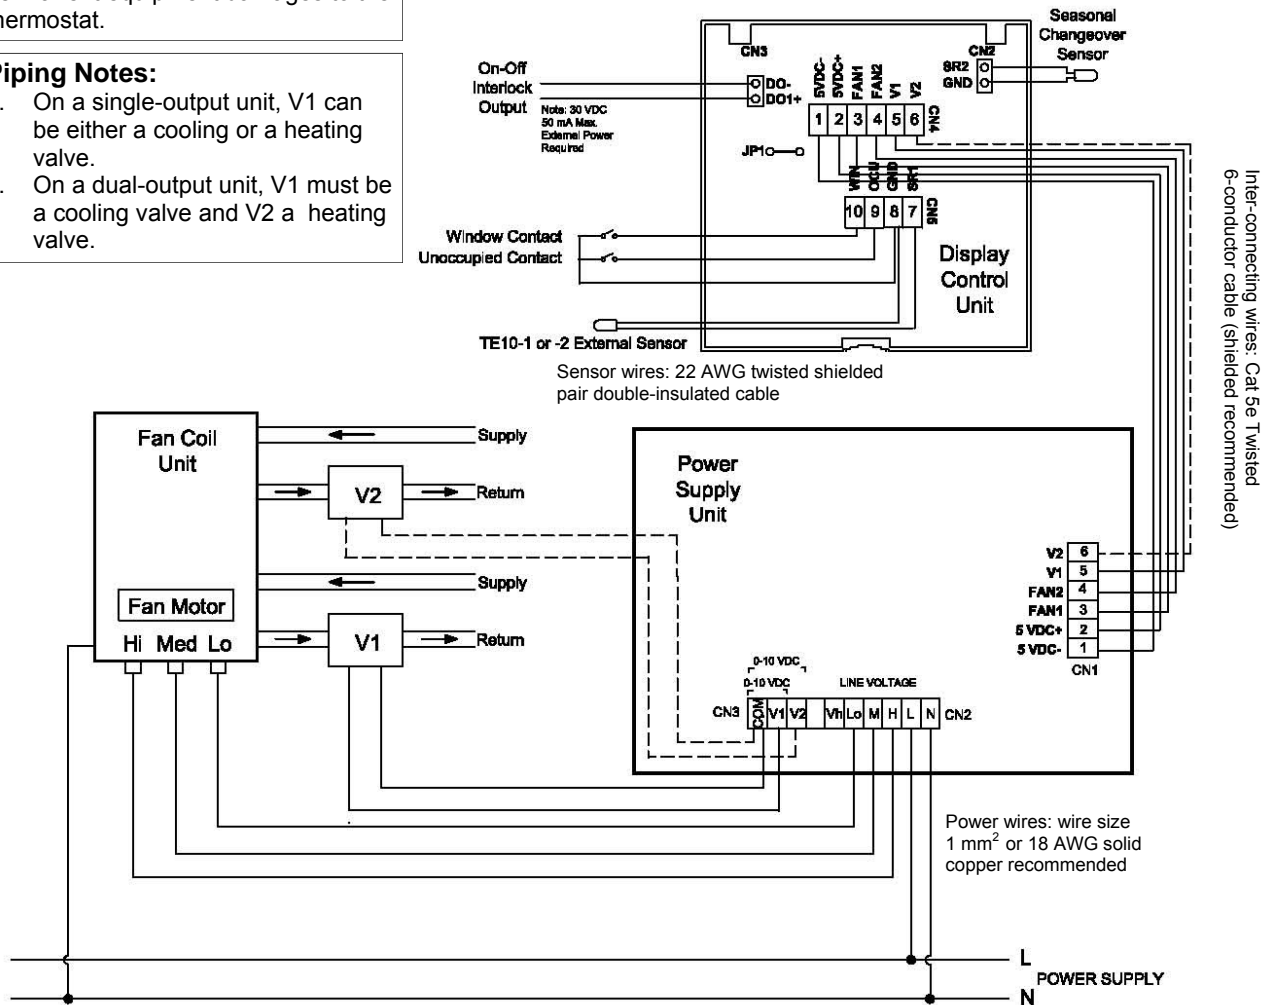 hermostat.
Piping Notes:
On a single-output unit, V1 can
be either a cooling or a heating
valve.
On a dual-output unit, V1 must be
a cooling valve and V2 a heating
valve.
On-Off
Interlock
Output
Note: 30 VDC
50 mA Max.
External Power
Required
CN3
DO-
DO1+
JP1
5VDC-
5VDC+
FAN1
FAN2
V1
V2
1 2 3 4 5 6
CN4
CN2
SR2
GND
Seasonal
Changeover
Sensor
WIN
OCU
GND
SR1
10 9 8 7
CN5
Display
Control
Unit
Window Contact
Unoccupied Contact
TE10-1 or -2 External Sensor
Sensor wires: 22 AWG twisted shielded
pair double-insulated cable
Inter-connecting wires: Cat 5e Twisted
6-conductor cable (shielded recommended)
Fan Coil
Unit
Fan Motor
Hi Med Lo
Supply
V2
Return
Supply
V1
Return
Power
Supply
Unit
V2 6
V1 5
FAN2 4
FAN1 3
5 VDC+ 2
5 VDC- 1
CN1
0-10 VDC
0-10 VDC
LINE VOLTAGE
CN3 COM V1 V2 Vh Lo M H L N CN2
Power wires: wire size
1 mm² or 18 AWG solid
copper recommended
L
POWER SUPPLY
N